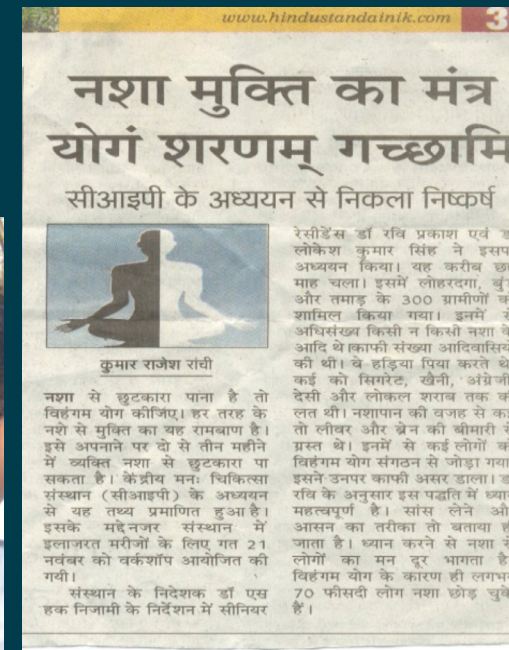 www.hindustandainik.com
3
नशा मुक्ति का मंत्र
योगं शरणम् गच्छामि
सीआइपी के अध्ययन से निकला निष्कर्ष
कुमार राजेश रांची
नशा से छुटकारा पाना है तो
विहंगम योग कीजिए। हर तरह के
नशे से मुक्ति का यह रामबाण है।
इसे अपनाने पर दो से तीन महीने
में व्यक्ति नशा से छुटकारा पा
सकता है। केंद्रीय मनः चिकित्सा
संस्थान (सीआइपी) के अध्ययन
से यह तथ्य प्रमाणित हुआ है।
इसके मद्देनजर संस्थान में
इलाजरत मरीजों के लिए गत 21
नवंबर को वर्कशॉप आयोजित की
गयी।
संस्थान के निदेशक डॉ एस
हक निजामी के निर्देशन में सीनियर
रेसीडेंस डॉ रवि प्रकाश एवं
लोकेश कुमार सिंह ने इसप
अध्ययन किया। यह करीब छह
माह चला। इसमें लोहरदगा,
और तमाड़ के 300 ग्रामीणों
शामिल किया गया। इनमें
अधिसंख्य किसी न किसी नशा के
आदि थे।काफी संख्या आदिवासिय
की थी। वे हड़िया पिया करते थे
कई को सिगरेट, खैनी, अंग्रेजी
देसी और लोकल शराब तक
लत थी। नशापान की वजह से
तो लीवर और ब्रेन की बीमारी
ग्रस्त थे। इनमें से कई लोगों
विहंगम योग संगठन से जोड़ा गया
इसने उनपर काफी असर डाला।
रवि के अनुसार इस पद्धति में ध्यान
महत्वपूर्ण है। सांस लेने
आसन का तरीका तो बताया ही
जाता है। ध्यान करने से नशा से
लोगों का मन दूर भागता है
विहंगम योग के कारण ही लगभग
70 फीसदी लोग नशा छोड़ चुके
हैं।